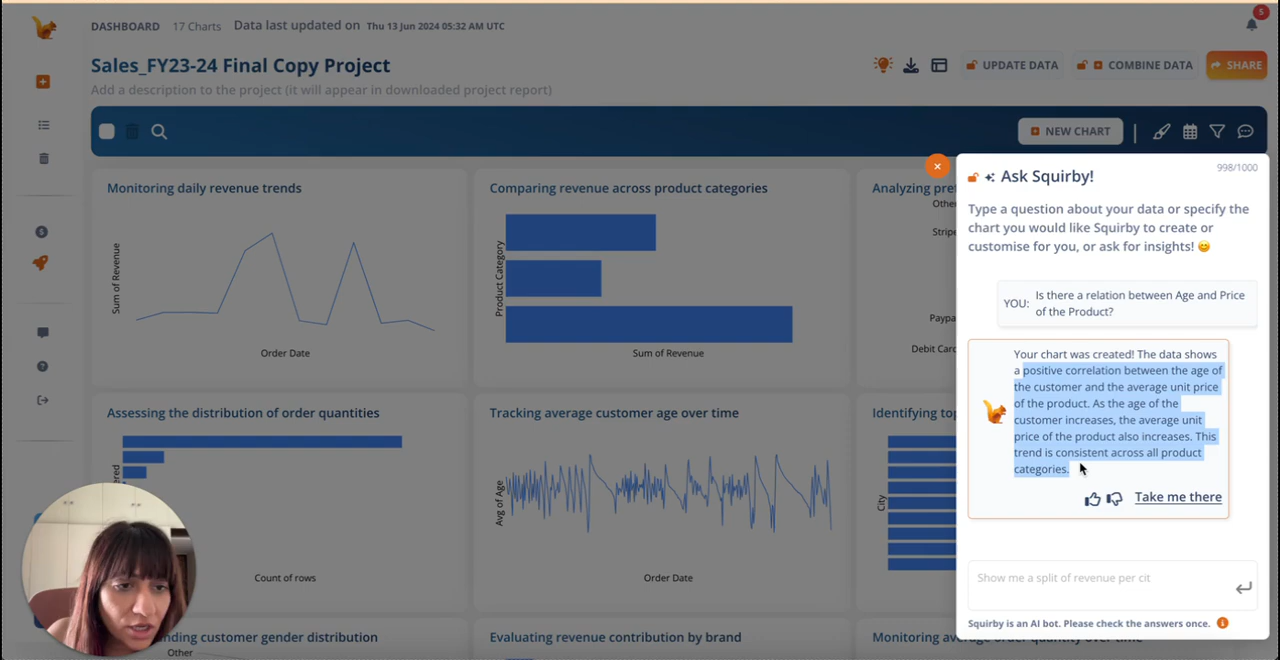 DASHBOARD 17 Charts Data last updated on Thu 13 Jun 2024 05:32 AM UTC
5
Sales_FY23-24 Final Copy Project
UPDATE DATA
COMBINE DATA
SHARE
Add a description to the project (it will appear in downloaded project report)
NEW CHART
Monitoring daily revenue trends
Sum of Revenue
Order Date
Comparing revenue across product categories
Product Category
Sum of Revenue
Othe
Stripe
Paypa
Debit Card
Assessing the distribution of order quantities
Count of rows
Tracking average customer age over time
Avg of Age
Order Date
Identifying top
City
customer gender distribution
Other
Evaluating revenue contribution by brand
998/1000
Ask Squirby!
Type a question about your data or specify the
chart you would like Squirby to create or
customise for you, or ask for insights! 😊
YOU:
Is there a relation between Age and Price
of the Product?
Your chart was created! The data shows
a positive correlation between the age of
the customer and the average unit price
of the product. As the age of the
customer increases, the average unit
price of the product also increases. This
trend is consistent across all product
categories.
Take me there
Show me a split of revenue per cit
Squirby is an AI bot. Please check the answers once.